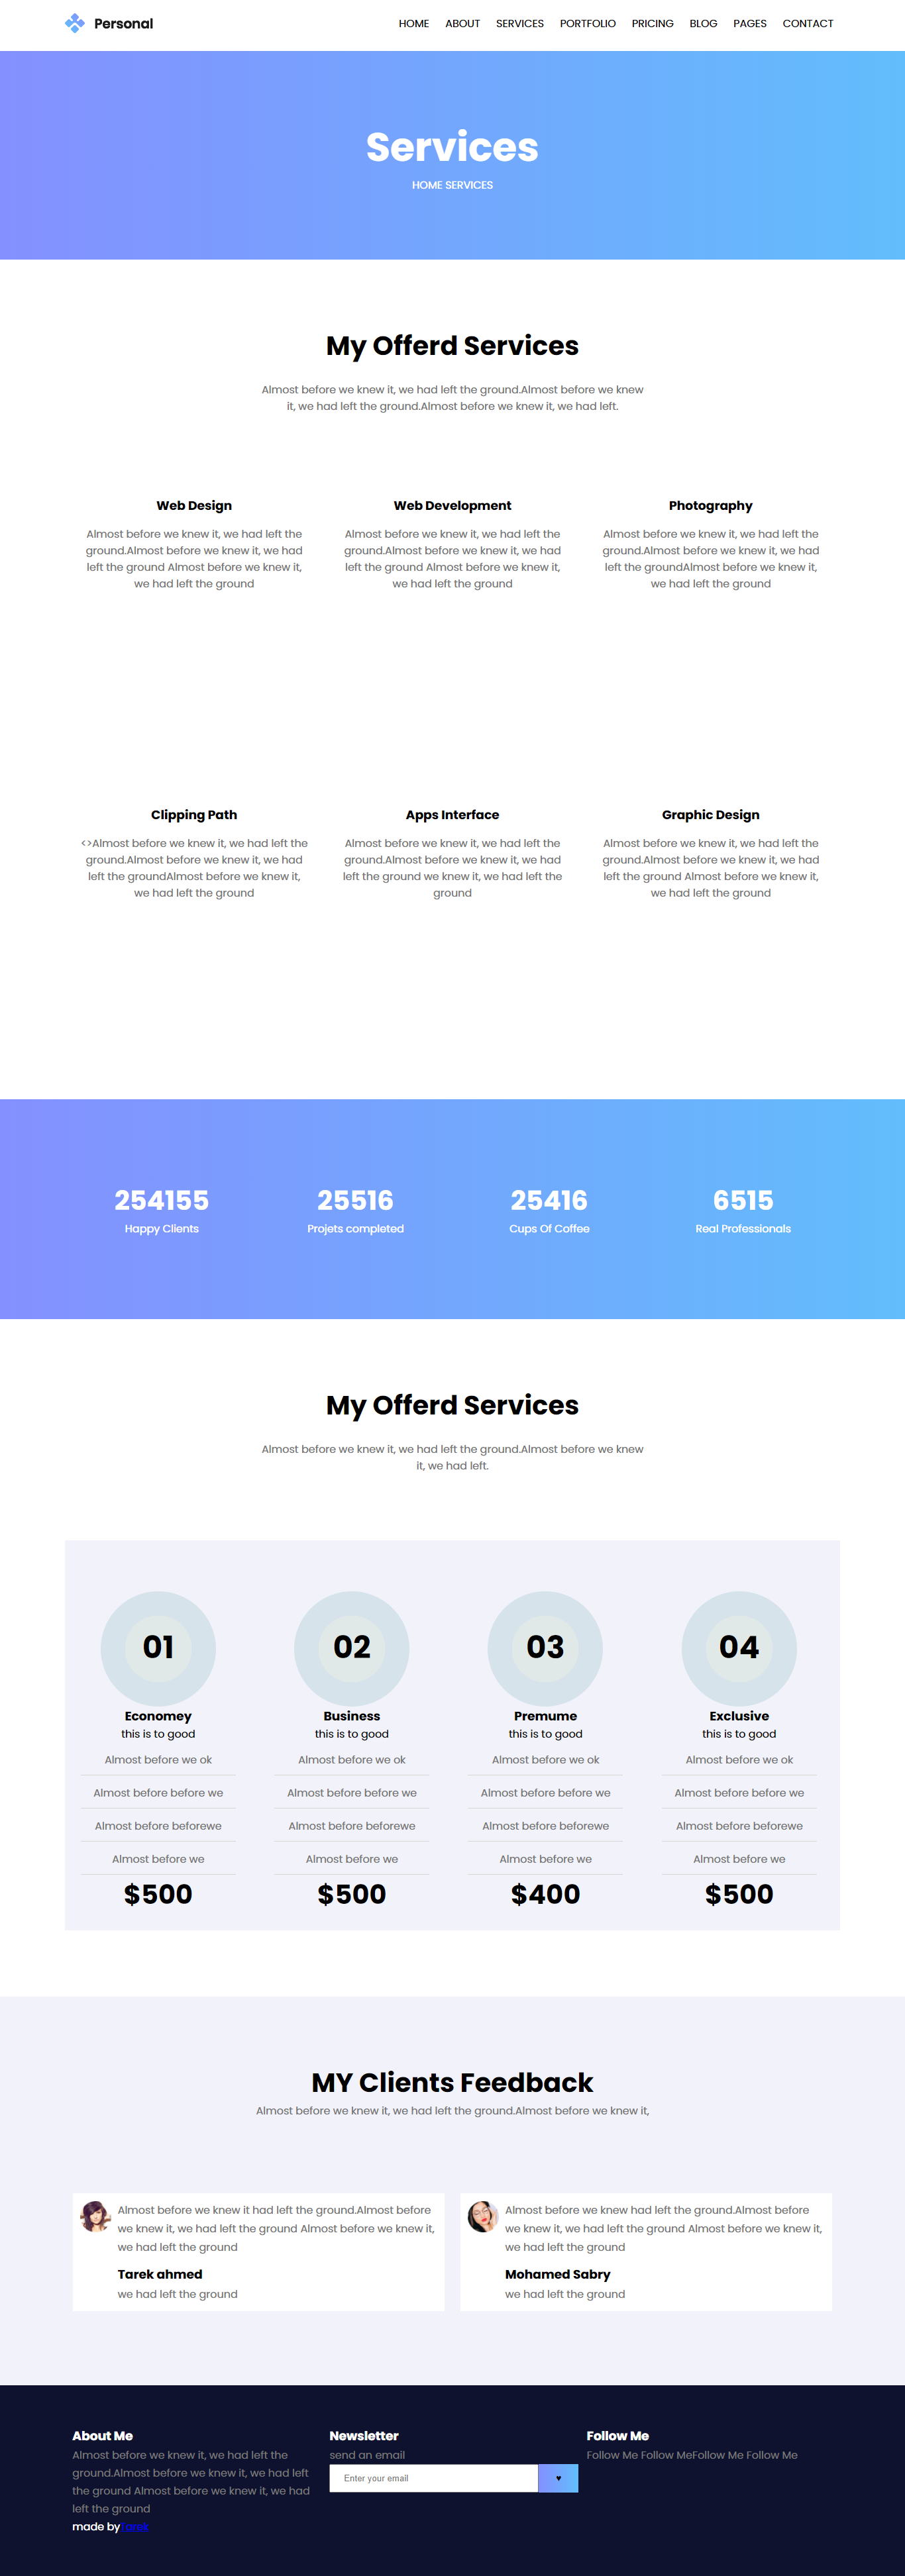 Personal
HOME ABOUT SERVICES PORTFOLIO PRICING BLOG PAGES CONTACT
Services
HOME SERVICES
My Offerd Services
Almost before we knew it, we had left the ground.Almost before we knew
it, we had left the ground.Almost before we knew it, we had left.
Web Design
Almost before we knew it, we had left the
ground.Almost before we knew it, we had
left the ground Almost before we knew it,
we had left the ground
Web Development
Almost before we knew it, we had left the
ground.Almost before we knew it, we had
left the ground Almost before we knew it,
we had left the ground
Photography
Almost before we knew it, we had left the
ground.Almost before we knew it, we had
left the groundAlmost before we knew it,
we had left the ground
Clipping Path
<>Almost before we knew it, we had left the
ground.Almost before we knew it, we had
left the groundAlmost before we knew it,
we had left the ground
Apps Interface
Almost before we knew it, we had left the
ground.Almost before we knew it, we had
left the ground we knew it, we had left the
ground
Graphic Design
Almost before we knew it, we had left the
ground.Almost before we knew it, we had
left the ground Almost before we knew it,
we had left the ground
254155
Happy Clients
25516
Projets completed
25416
Cups Of Coffee
6515
Real Professionals
My Offerd Services
Almost before we knew it, we had left the ground.Almost before we knew
it, we had left.
01
Economey
this is to good
Almost before we ok
Almost before before we
Almost before beforewe
Almost before we
$500
02
Business
this is to good
Almost before we ok
Almost before before we
Almost before beforewe
Almost before we
$500
03
Premume
this is to good
Almost before we ok
Almost before before we
Almost before beforewe
Almost before we
$400
04
Exclusive
this is to good
Almost before we ok
Almost before before we
Almost before beforewe
Almost before we
$500
MY Clients Feedback
Almost before we knew it, we had left the ground.Almost before we knew it,
Almost before we knew it had left the ground.Almost before
we knew it, we had left the ground Almost before we knew it,
we had left the ground
Tarek ahmed
we had left the ground
Almost before we knew had left the ground.Almost before
we knew it, we had left the ground Almost before we knew it,
we had left the ground
Mohamed Sabry
we had left the ground
About Me
Almost before we knew it, we had left the
ground.Almost before we knew it, we had left
the ground Almost before we knew it, we had
left the ground
made by Tarek
Newsletter
send an email
Enter your email
♥
Follow Me
Follow Me Follow MeFollow Me Follow Me